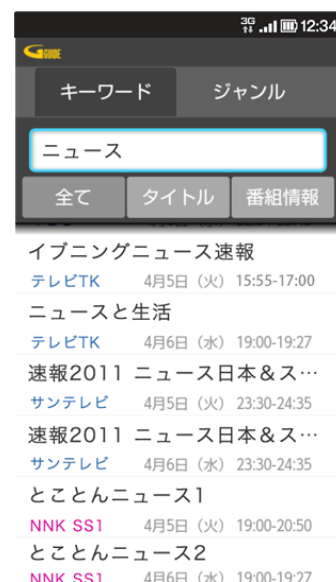 3G 12:34
G GUIDE
キーワード ジャンル
ニュース
全て タイトル 番組情報
イブニングニュース速報
テレビTK 4月5日（火） 15:55-17:00
ニュースと生活
テレビTK 4月6日（水） 19:00-19:27
速報2011 ニュース日本＆ス…
サンテレビ 4月5日（火） 23:30-24:35
速報2011 ニュース日本＆ス…
サンテレビ 4月6日（水） 23:30-24:35
とことんニュース1
NNK SS1 4月5日（火） 19:00-20:50
とことんニュース2
NNK SS1 4月6日（水） 19:00-19:27